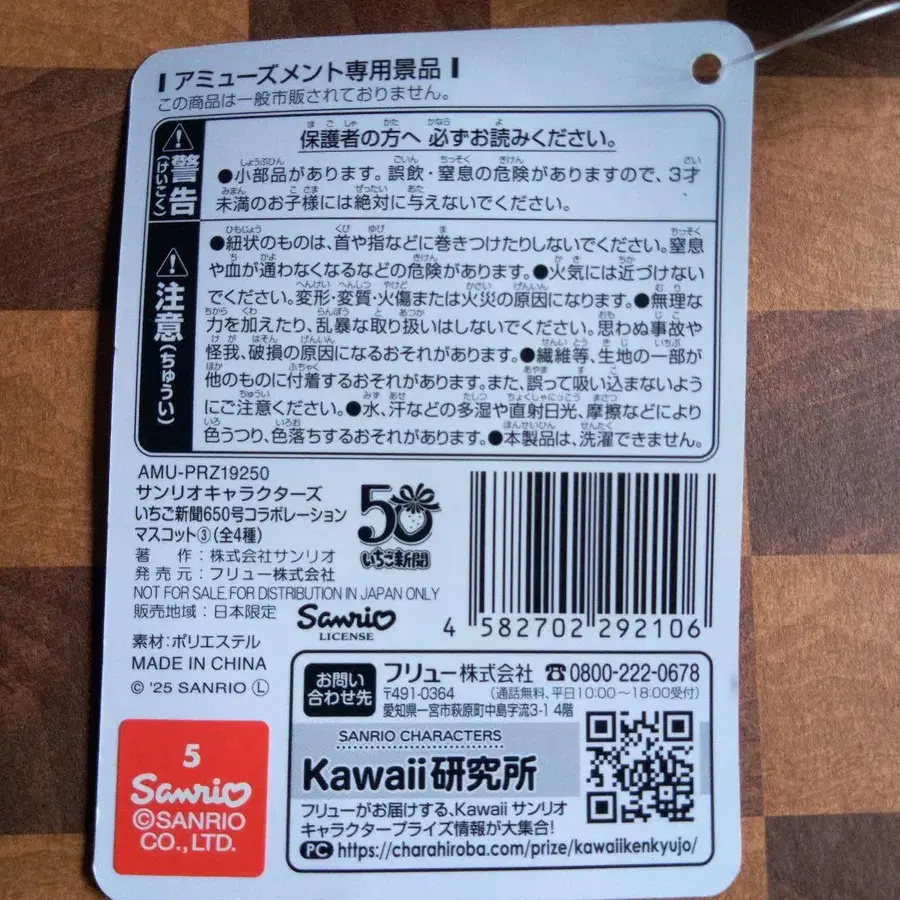 アミューズメント専用景品
この商品は一般市販されておりません。
警告(けいこく)
保護者の方へ 必ずお読みください。
●小部品があります。誤飲・窒息の危険がありますので、3才
未満のお子様には絶対に与えないでください。
注意(ちゅうい)
●紐状のものは、首や指などに巻きつけたりしないでください。窒息
や血が通わなくなるなどの危険があります。●火気には近づけない
でください。変形・変質・火傷または火災の原因になります。●無理な
力を加えたり、乱暴な取り扱いはしないでください。思わぬ事故や
怪我、破損の原因になるおそれがあります。●繊維等、生地の一部が
他のものに付着するおそれがあります。また、誤って吸い込まないよう
にご注意ください。●水、汗などの多湿や直射日光、摩擦などにより
色うつり、色落ちするおそれがあります。●本製品は、洗濯できません。
AMU-PRZ19250
サンリオキャラクターズ
いちご新聞650号コラボレーション
マスコット③(全4種)
著 作:株式会社サンリオ
発売元:フリュー株式会社
NOT FOR SALE. FOR DISTRIBUTION IN JAPAN ONLY
販売地域:日本限定
素材:ポリエステル
MADE IN CHINA
© '25 SANRIO Ⓛ
50
いちご新聞
Sanrio
LICENSE
4 582702 292106
お問い
合わせ先
フリュー株式会社 ☎0800-222-0678
〒491-0364 (通話無料、平日10:00〜18:00受付)
愛知県一宮市萩原町中島字流3-1 4階
SANRIO CHARACTERS
Kawaii研究所
フリューがお届けする、Kawaii サンリオ
キャラクタープライズ情報が大集合!
PC https://charahiroba.com/prize/kawaiikenkyujo/
5
Sanrio
©SANRIO
CO., LTD.